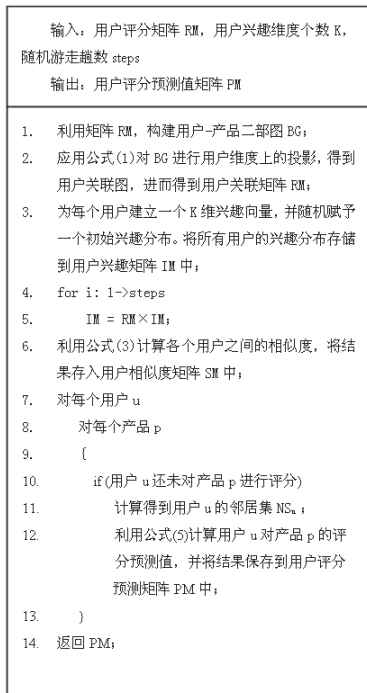 输入：用户评分矩阵 RM，用户兴趣维度个数 K，
随机游走趟数 steps
输出：用户评分预测值矩阵 PM
1. 利用矩阵 RM，构建用户-产品二部图 BG；
2. 应用公式(1)对 BG 进行用户维度上的投影，得到
用户关联图，进而得到用户关联矩阵 RM；
3. 为每个用户建立一个 K 维兴趣向量，并随机赋予
一个初始兴趣分布。将所有用户的兴趣分布存储
到用户兴趣矩阵 IM 中；
4. for i: 1->steps
5. IM = RM×IM；
6. 利用公式(3)计算各个用户之间的相似度，将结
果存入用户相似度矩阵 SM 中；
7. 对每个用户 u
8. 对每个产品 p
9. {
10. if(用户 u 还未对产品 p 进行评分)
11. 计算得到用户 u 的邻居集 NSᵤ；
12. 利用公式(5)计算用户 u 对产品 p 的评
分预测值，并将结果保存到用户评分
预测矩阵 PM 中；
13. }
14. 返回 PM；